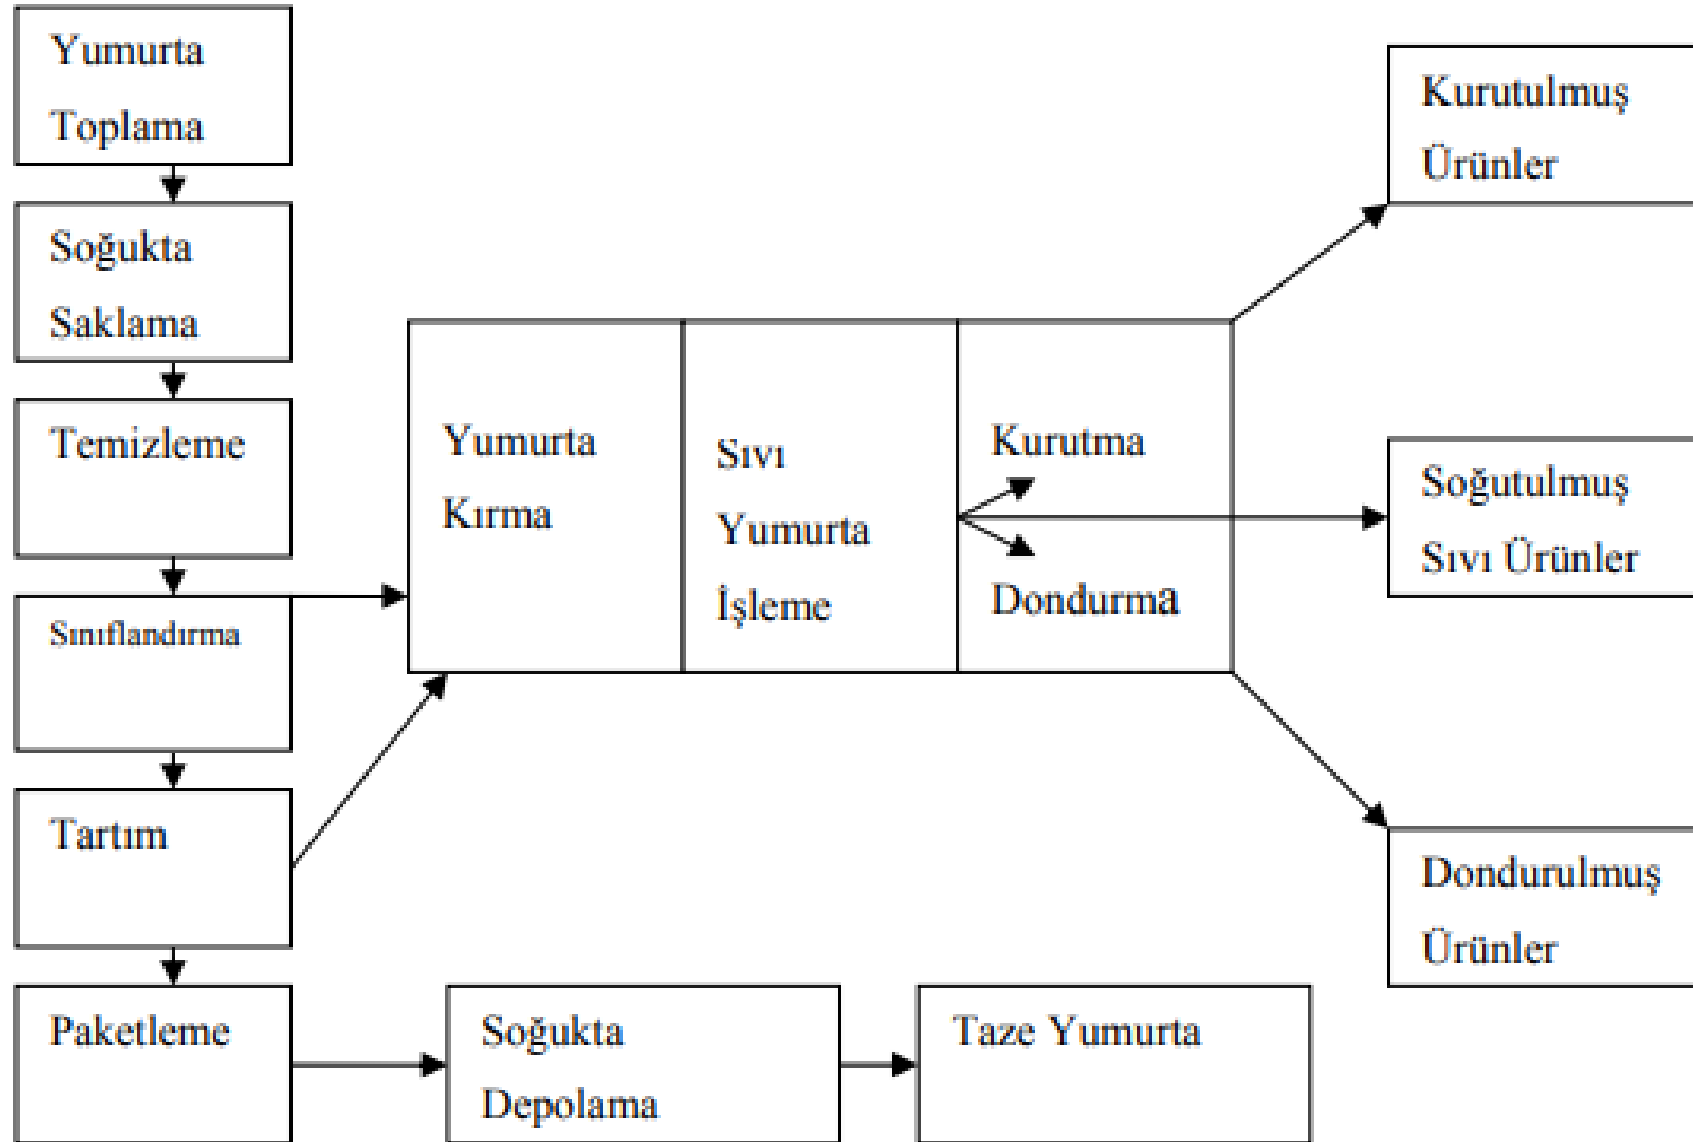 Yumurta
Toplama
Soğukta
Saklama
Temizleme
Sınıflandırma
Tartım
Paketleme
Yumurta
Kırma
Sıvı
Yumurta
İşleme
Kurutma
Dondurma
Kurutulmuş
Ürünler
Soğutulmuş
Sıvı Ürünler
Dondurulmuş
Ürünler
Soğukta
Depolama
Taze Yumurta